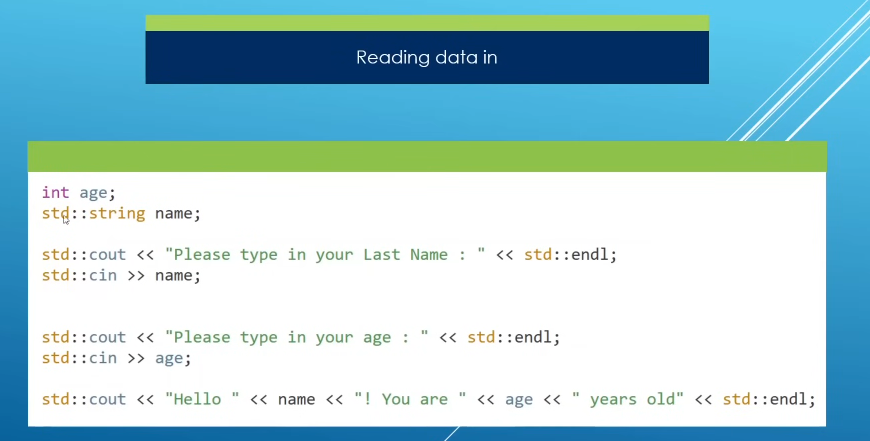 Reading data in
int age;
std::string name;
std::cout << "Please type in your Last Name : " << std::endl;
std::cin >> name;
std::cout << "Please type in your age : " << std::endl;
std::cin >> age;
std::cout << "Hello " << name << "! You are " << age << " years old" << std::endl;